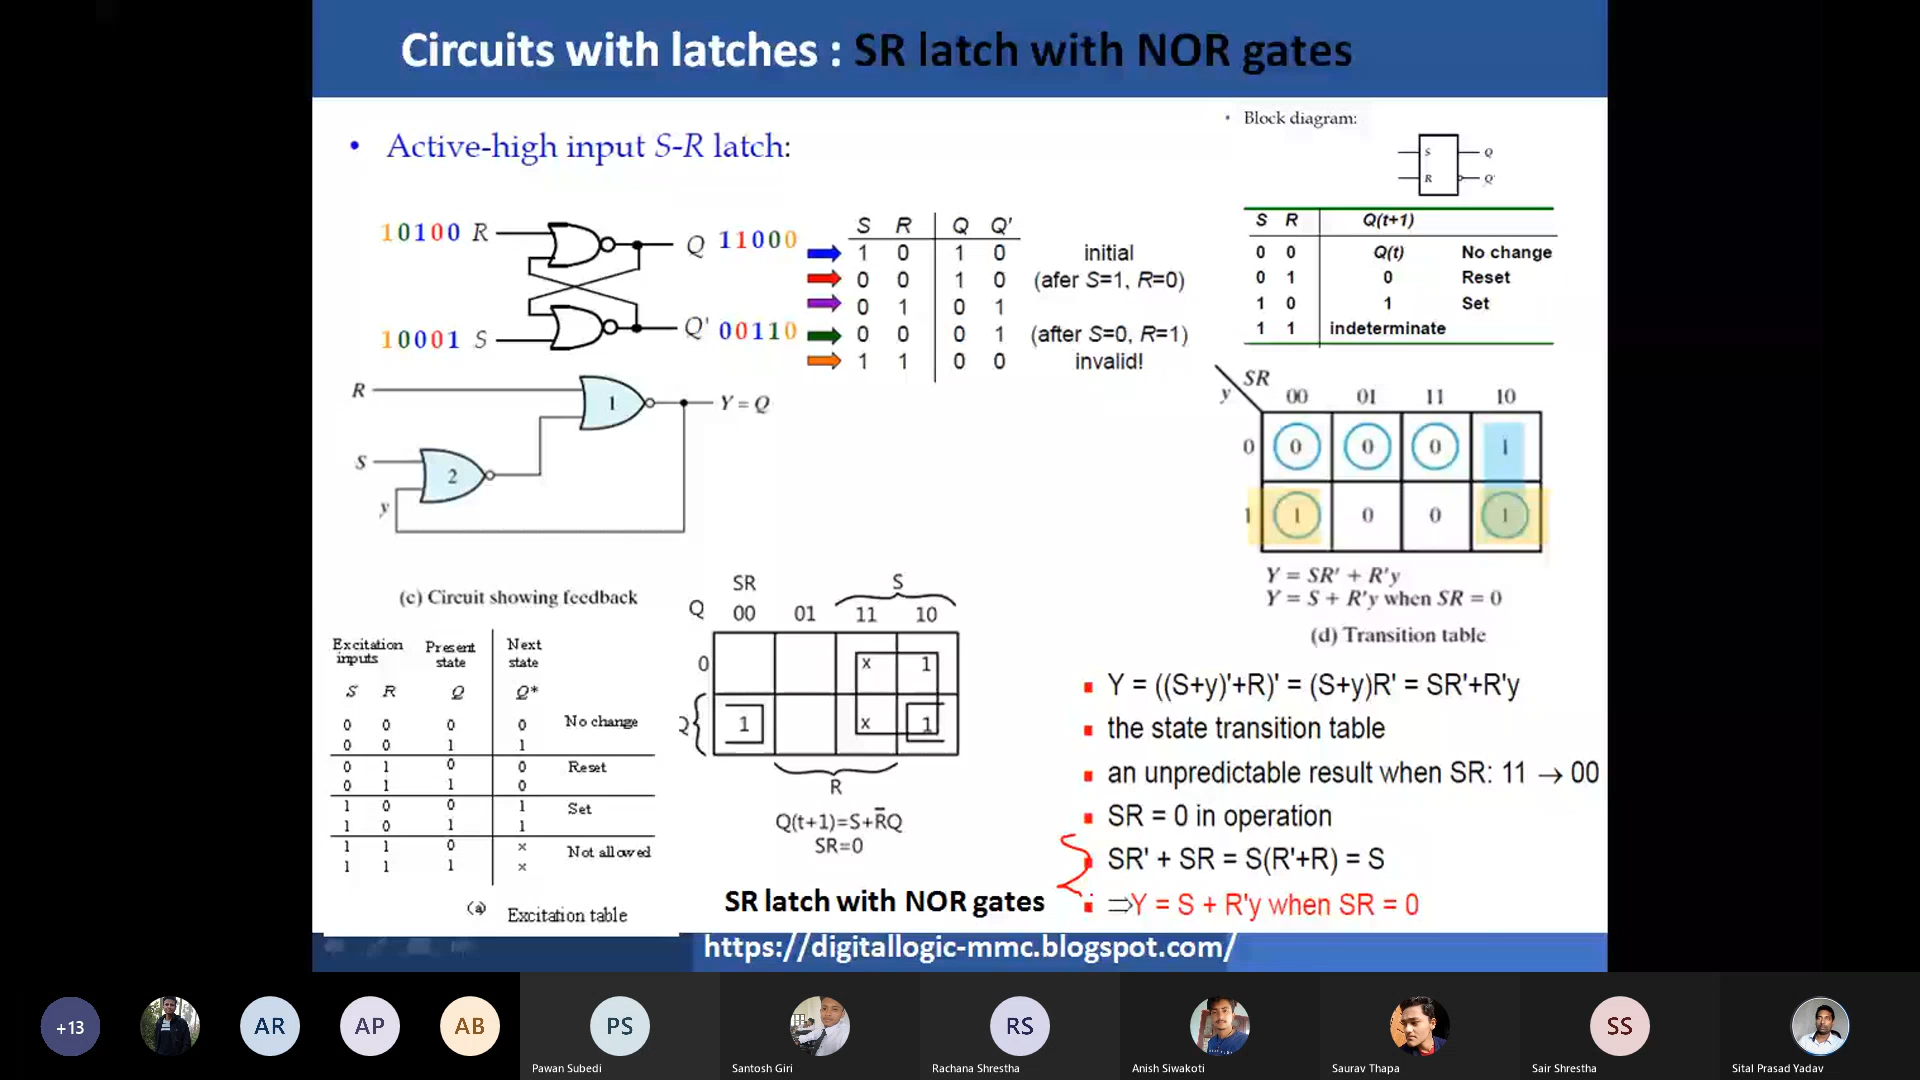 Circuits with latches : SR latch with NOR gates
• Block diagram:
S Q
R Q'
• Active-high input S-R latch:
10100 R
Q 11000
10001 S
Q' 00110
S R Q Q'
1 0 1 0 initial
0 0 1 0 (afer S=1, R=0)
0 1 0 1
0 0 0 1 (after S=0, R=1)
1 1 0 0 invalid!
S R Q(t+1)
0 0 Q(t) No change
0 1 0 Reset
1 0 1 Set
1 1 indeterminate
R
1
Y = Q
S
2
y
(c) Circuit showing feedback
SR
y
00 01 11 10
0 0 0 0 1
1 1 0 0 1
Y = SR' + R'y
Y = S + R'y when SR = 0
(d) Transition table
Excitation inputs Present state Next state
S R Q Q*
0 0 0 0 No change
0 0 1 1
0 1 0 0 Reset
0 1 1 0
1 0 0 1 Set
1 0 1 1
1 1 0 × Not allowed
1 1 1 ×
(a) Excitation table
SR S
Q 00 01 11 10
0 x 1
Q 1 x 1
R
Q(t+1)=S+R̅Q
SR=0
SR latch with NOR gates
▪ Y = ((S+y)'+R)' = (S+y)R' = SR'+R'y
▪ the state transition table
▪ an unpredictable result when SR: 11 → 00
▪ SR = 0 in operation
▪ SR' + SR = S(R'+R) = S
▪ ⇒Y = S + R'y when SR = 0
https://digitallogic-mmc.blogspot.com/
+13 AR AP AB PS RS SS
Pawan Subedi Santosh Giri Rachana Shrestha Anish Siwakoti Saurav Thapa Sair Shrestha Sital Prasad Yadav